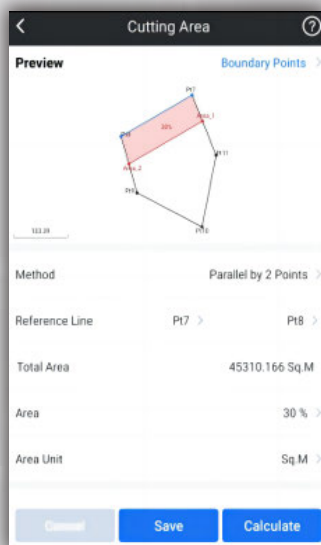 Cutting Area
Preview
Boundary Points
Pt7
Area_1
30%
Pt8
Pt11
Area_2
Pt9
Pt10
Method
Parallel by 2 Points
Reference Line
Pt7
Pt8
Total Area
45310.166 Sq.M
Area
30 %
Area Unit
Sq.M
Save
Calculate